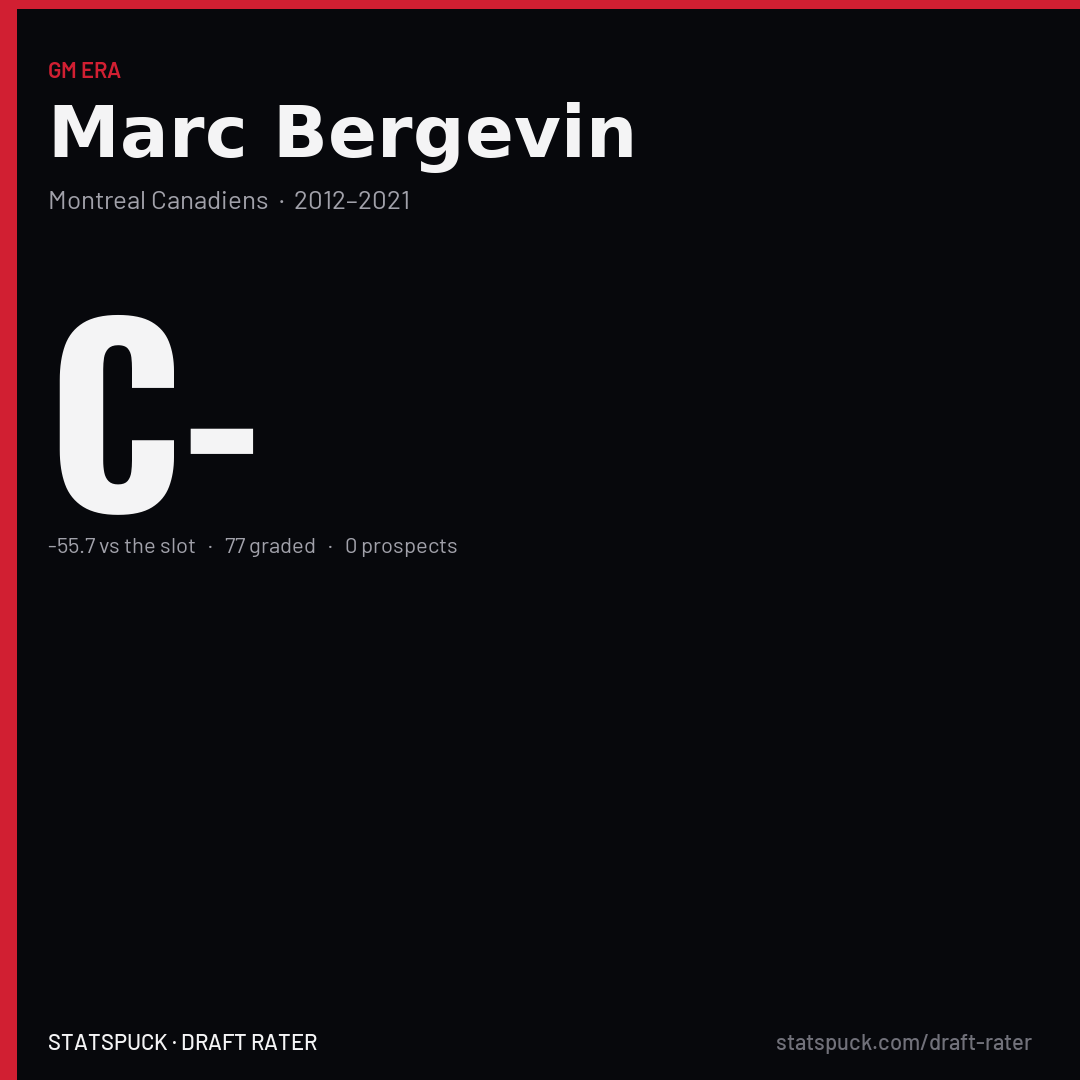 GM ERA
Marc Bergevin
Montreal Canadiens · 2012–2021
C-
-55.7 vs the slot · 77 graded · 0 prospects
STATSPUCK · DRAFT RATER
statspuck.com/draft-rater